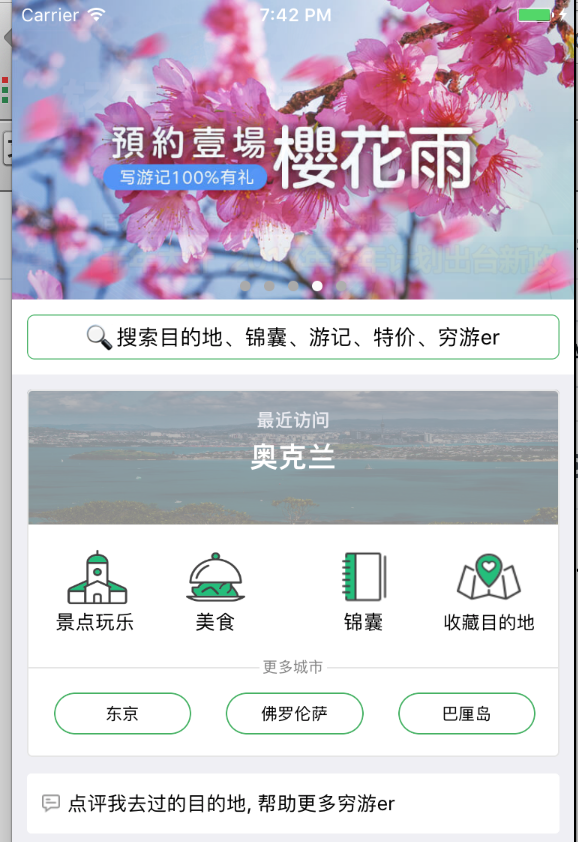 Carrier 7:42 PM
預約壹場櫻花雨
写游记100%有礼
搜索目的地、锦囊、游记、特价、穷游er
最近访问
奥克兰
景点玩乐 美食 锦囊 收藏目的地
更多城市
东京 佛罗伦萨 巴厘岛
点评我去过的目的地, 帮助更多穷游er